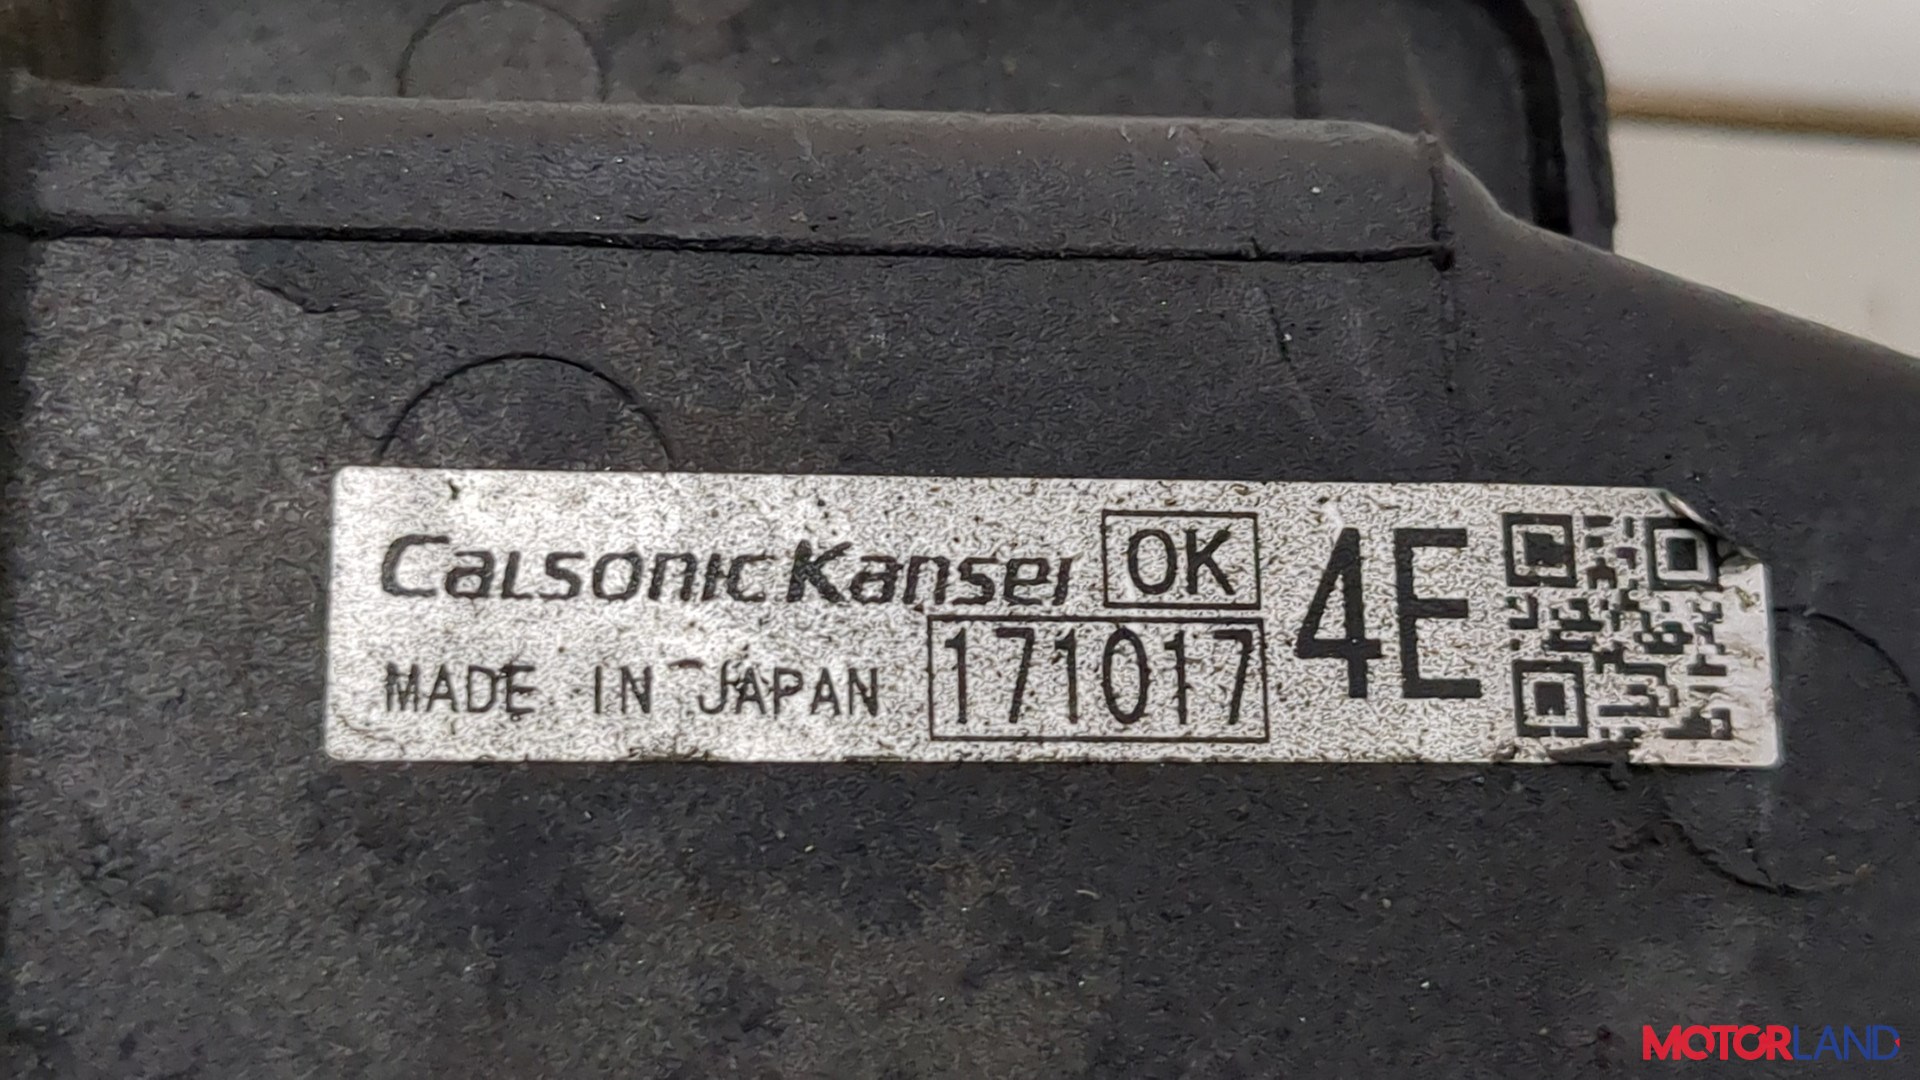 CalsonicKansei OK 4E
MADE IN JAPAN 171017
MOTORLAND